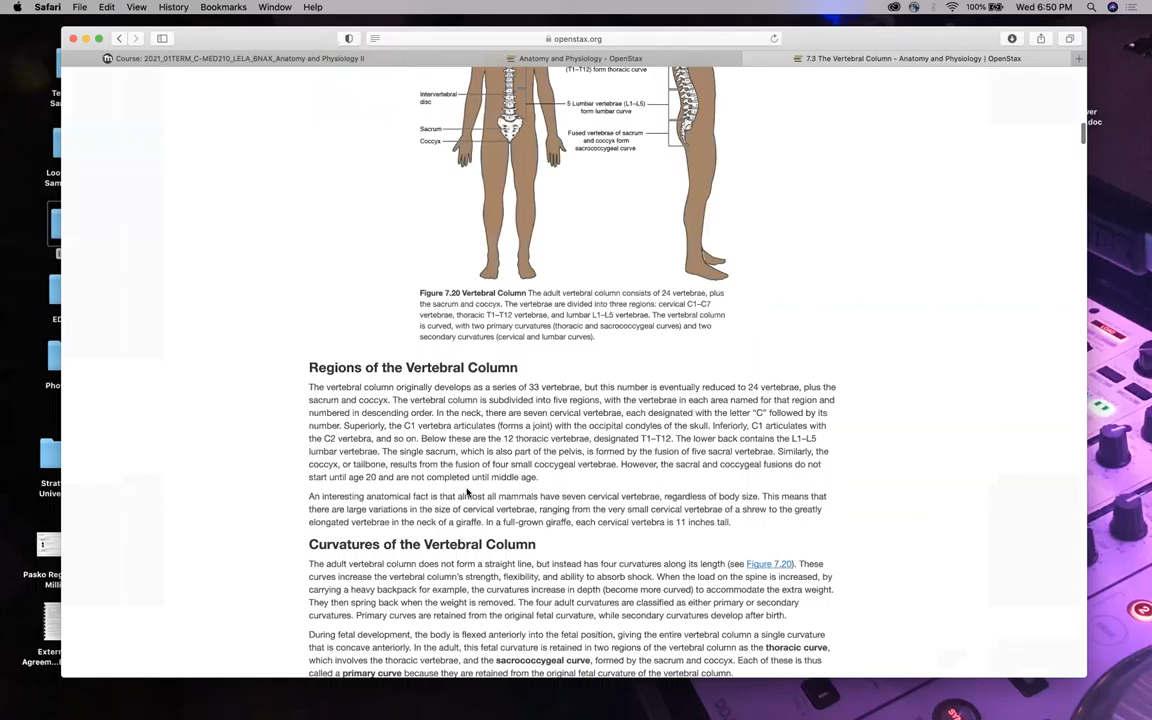 Safari File Edit View History Bookmarks Window Help 100% Wed 6:50 PM
openstax.org
Course: 2021_01TERM_C-MED210_LELA_6NAX_Anatomy and Physiology II
Anatomy and Physiology - OpenStax
7.3 The Vertebral Column - Anatomy and Physiology | OpenStax
(T1–T12) form thoracic curve
Intervertebral
disc
5 Lumbar vertebrae (L1–L5)
form lumbar curve
Sacrum
Coccyx
Fused vertebrae of sacrum
and coccyx form
sacrococcygeal curve
Figure 7.20 Vertebral Column The adult vertebral column consists of 24 vertebrae, plus
the sacrum and coccyx. The vertebrae are divided into three regions: cervical C1–C7
vertebrae, thoracic T1–T12 vertebrae, and lumbar L1–L5 vertebrae. The vertebral column
is curved, with two primary curvatures (thoracic and sacrococcygeal curves) and two
secondary curvatures (cervical and lumbar curves).
Regions of the Vertebral Column
The vertebral column originally develops as a series of 33 vertebrae, but this number is eventually reduced to 24 vertebrae, plus the
sacrum and coccyx. The vertebral column is subdivided into five regions, with the vertebrae in each area named for that region and
numbered in descending order. In the neck, there are seven cervical vertebrae, each designated with the letter “C” followed by its
number. Superiorly, the C1 vertebra articulates (forms a joint) with the occipital condyles of the skull. Inferiorly, C1 articulates with
the C2 vertebra, and so on. Below these are the 12 thoracic vertebrae, designated T1–T12. The lower back contains the L1–L5
lumbar vertebrae. The single sacrum, which is also part of the pelvis, is formed by the fusion of five sacral vertebrae. Similarly, the
coccyx, or tailbone, results from the fusion of four small coccygeal vertebrae. However, the sacral and coccygeal fusions do not
start until age 20 and are not completed until middle age.
An interesting anatomical fact is that almost all mammals have seven cervical vertebrae, regardless of body size. This means that
there are large variations in the size of cervical vertebrae, ranging from the very small cervical vertebrae of a shrew to the greatly
elongated vertebrae in the neck of a giraffe. In a full-grown giraffe, each cervical vertebra is 11 inches tall.
Curvatures of the Vertebral Column
The adult vertebral column does not form a straight line, but instead has four curvatures along its length (see Figure 7.20). These
curves increase the vertebral column’s strength, flexibility, and ability to absorb shock. When the load on the spine is increased, by
carrying a heavy backpack for example, the curvatures increase in depth (become more curved) to accommodate the extra weight.
They then spring back when the weight is removed. The four adult curvatures are classified as either primary or secondary
curvatures. Primary curves are retained from the original fetal curvature, while secondary curvatures develop after birth.
During fetal development, the body is flexed anteriorly into the fetal position, giving the entire vertebral column a single curvature
that is concave anteriorly. In the adult, this fetal curvature is retained in two regions of the vertebral column as the thoracic curve,
which involves the thoracic vertebrae, and the sacrococcygeal curve, formed by the sacrum and coccyx. Each of these is thus
called a primary curve because they are retained from the original fetal curvature of the vertebral column.
Loo
Sam
ED
Pho
Strat
Unive
Pasko Reg
Milli
Extern
Agreem...
ver
doc
LOAD